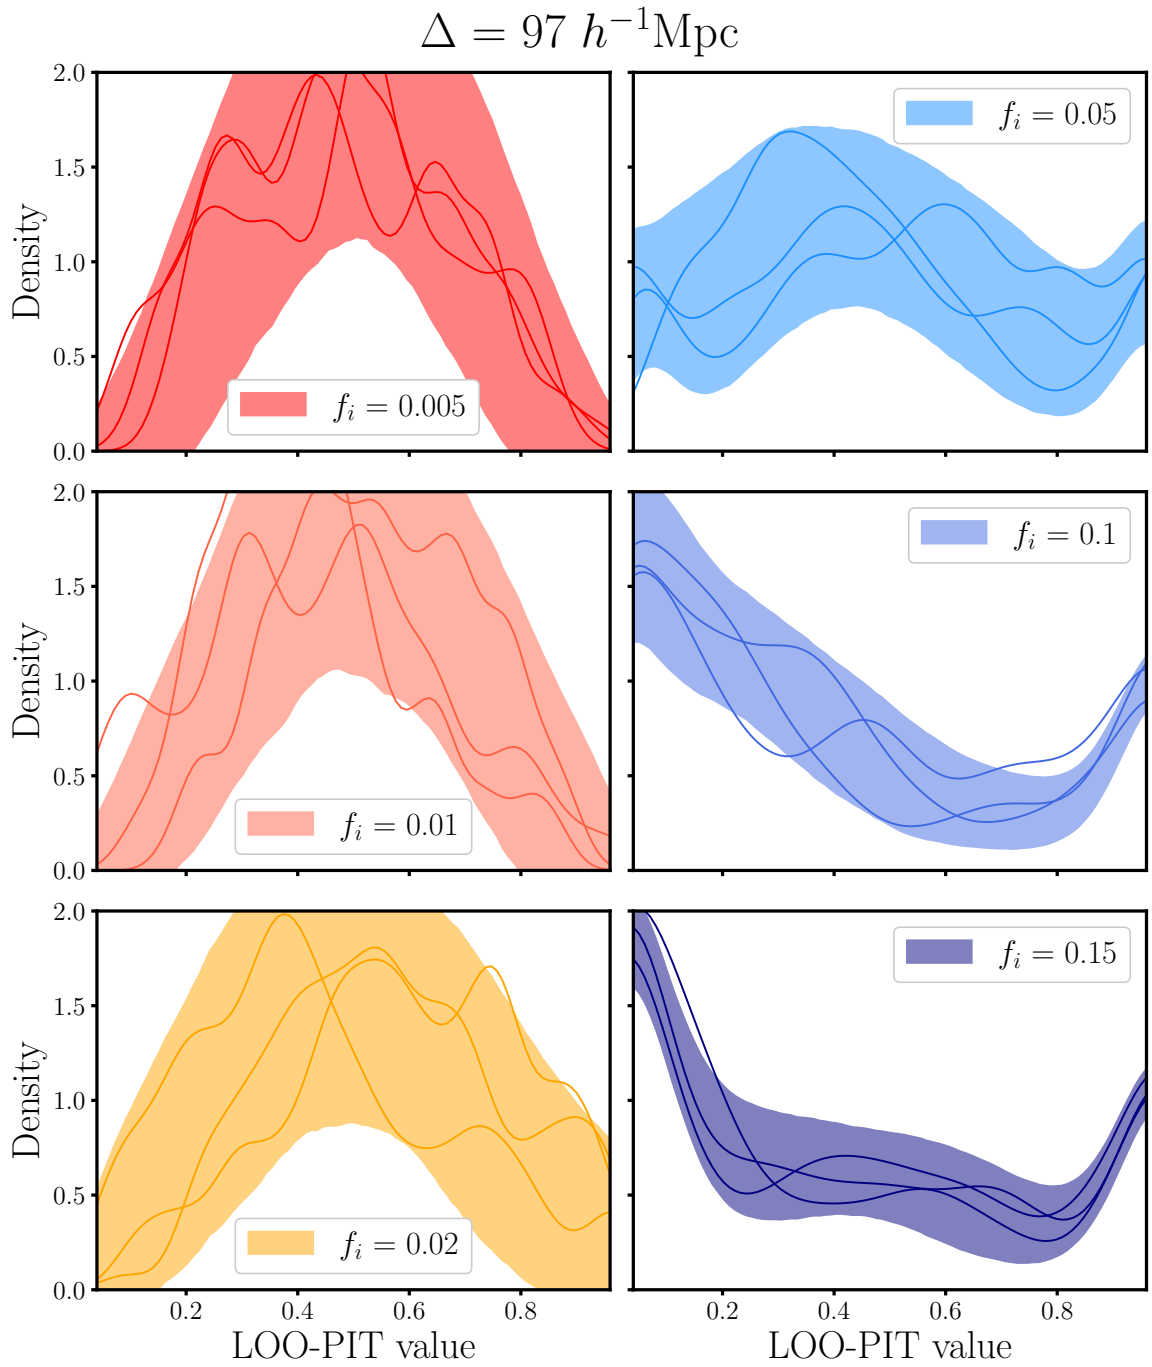 Δ = 97 h⁻¹Mpc
2.0
1.5
1.0
0.5
0.0
Density
f_i = 0.005
f_i = 0.05
2.0
1.5
1.0
0.5
0.0
Density
f_i = 0.01
f_i = 0.1
2.0
1.5
1.0
0.5
0.0
Density
f_i = 0.02
f_i = 0.15
0.2 0.4 0.6 0.8
0.2 0.4 0.6 0.8
LOO-PIT value
LOO-PIT value